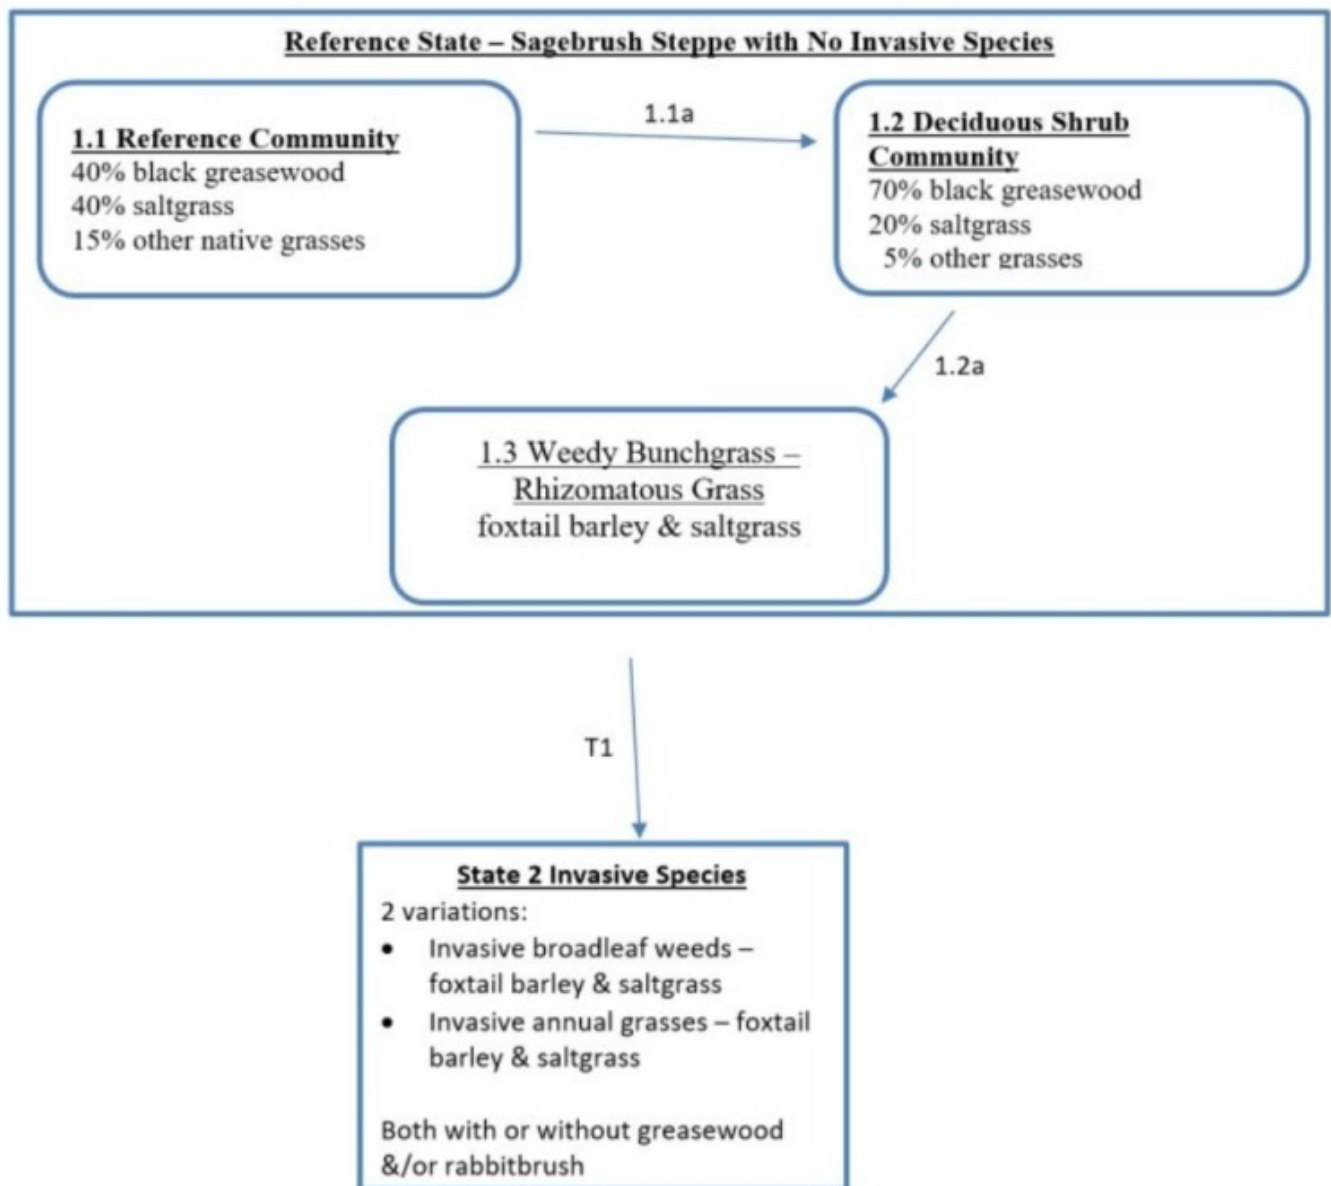 Reference State – Sagebrush Steppe with No Invasive Species
1.1 Reference Community
40% black greasewood
40% saltgrass
15% other native grasses
1.1a
1.2 Deciduous Shrub
Community
70% black greasewood
20% saltgrass
5% other grasses
1.2a
1.3 Weedy Bunchgrass –
Rhizomatous Grass
foxtail barley & saltgrass
T1
State 2 Invasive Species
2 variations:
• Invasive broadleaf weeds –
foxtail barley & saltgrass
• Invasive annual grasses – foxtail
barley & saltgrass
Both with or without greasewood
&/or rabbitbrush